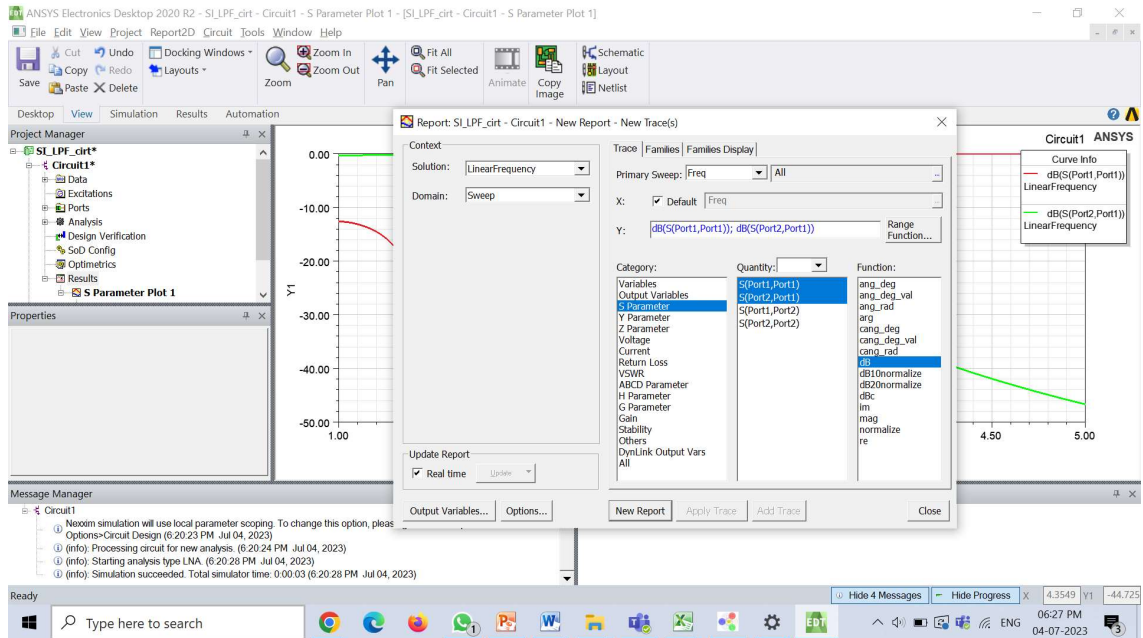 ANSYS Electronics Desktop 2020 R2 - SI_LPF_cirt - Circuit1 - S Parameter Plot 1 - [SI_LPF_cirt - Circuit1 - S Parameter Plot 1]
File Edit View Project Report2D Circuit Tools Window Help
Save
Cut Undo
Copy Redo
Paste Delete
Docking Windows
Layouts
Zoom
Zoom In
Zoom Out
Pan
Fit All
Fit Selected
Animate
Copy Image
Schematic
Layout
Netlist
Desktop View Simulation Results Automation
Project Manager
SI_LPF_cirt*
Circuit1*
Data
Excitations
Ports
Analysis
Design Verification
SoD Config
Optimetrics
Results
S Parameter Plot 1
Properties
0.00
-10.00
-20.00
-30.00
-40.00
-50.00
Y1
1.00
4.50
5.00
Circuit1 ANSYS
Curve Info
dB(S(Port1,Port1))
LinearFrequency
dB(S(Port2,Port1))
LinearFrequency
Report: SI_LPF_cirt - Circuit1 - New Report - New Trace(s)
Context
Solution: LinearFrequency
Domain: Sweep
Update Report
Real time Update
Output Variables... Options...
Trace Families Families Display
Primary Sweep: Freq All ...
X: Default Freq ...
Y: dB(S(Port1,Port1)); dB(S(Port2,Port1))
Range
Function...
Category:
Variables
Output Variables
S Parameter
Y Parameter
Z Parameter
Voltage
Current
Return Loss
VSWR
ABCD Parameter
H Parameter
G Parameter
Gain
Stability
Others
DynLink Output Vars
All
Quantity:
S(Port1,Port1)
S(Port2,Port1)
S(Port1,Port2)
S(Port2,Port2)
Function:
ang_deg
ang_deg_val
ang_rad
arg
cang_deg
cang_deg_val
cang_rad
dB
dB10normalize
dB20normalize
dBc
im
mag
normalize
re
New Report Apply Trace Add Trace Close
Message Manager
Circuit1
Nexxim simulation will use local parameter scoping. To change this option, pleas
Options>Circuit Design (6:20:23 PM Jul 04, 2023)
(info): Processing circuit for new analysis. (6:20:24 PM Jul 04, 2023)
(info): Starting analysis type LNA. (6:20:28 PM Jul 04, 2023)
(info): Simulation succeeded. Total simulator time: 0:00:03 (6:20:28 PM Jul 04, 2023)
Ready
Hide 4 Messages Hide Progress X 4.3549 Y1 -44.725
Type here to search
1
EDT
ENG
06:27 PM
04-07-2023
3